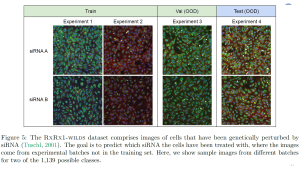 Train Val (OOD) Test (OOD)
Experiment 1 Experiment 2 Experiment 3 Experiment 4
siRNA A
siRNA B
Figure 5: The RxRx1-WILDS dataset comprises images of cells that have been genetically perturbed by
siRNA (Tuschl, 2001). The goal is to predict which siRNA the cells have been treated with, where the images
come from experimental batches not in the training set. Here, we show sample images from different batches
for two of the 1,139 possible classes.